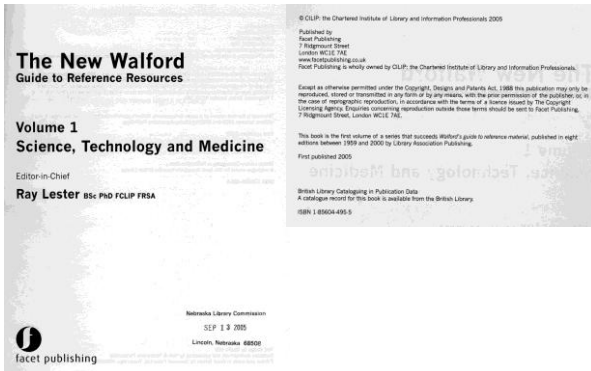 The New Walford
Guide to Reference Resources
Volume 1
Science, Technology and Medicine
Editor-in-Chief
Ray Lester BSc PhD FCLIP FRSA
Nebraska Library Commission
SEP 13 2005
Lincoln, Nebraska 68508
facet publishing
© CILIP: the Chartered Institute of Library and Information Professionals 2005
Published by
Facet Publishing
7 Ridgmount Street
London WC1E 7AE
www.facetpublishing.co.uk
Facet Publishing is wholly owned by CILIP: the Chartered Institute of Library and Information Professionals.
Except as otherwise permitted under the Copyright, Designs and Patents Act, 1988 this publication may only be
reproduced, stored or transmitted in any form or by any means, with the prior permission of the publisher, or, in
the case of reprographic reproduction, in accordance with the terms of a licence issued by The Copyright
Licensing Agency. Enquiries concerning reproduction outside those terms should be sent to Facet Publishing,
7 Ridgmount Street, London WC1E 7AE.
This book is the first volume of a series that succeeds Walford's guide to reference material, published in eight
editions between 1959 and 2000 by Library Association Publishing.
First published 2005
British Library Cataloguing in Publication Data
A catalogue record for this book is available from the British Library.
ISBN 1-85604-495-5